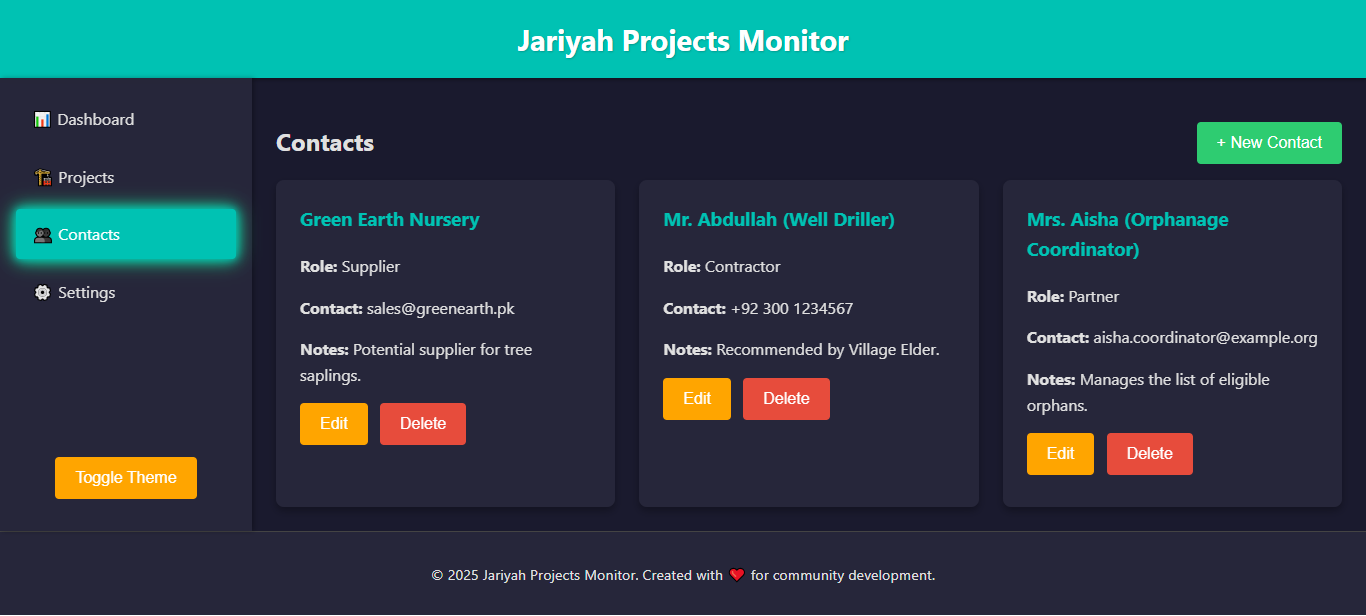 Jariyah Projects Monitor
📊 Dashboard
🏗️ Projects
👥 Contacts
⚙️ Settings
Toggle Theme
Contacts
+ New Contact
Green Earth Nursery
Role: Supplier
Contact: sales@greenearth.pk
Notes: Potential supplier for tree
saplings.
Edit Delete
Mr. Abdullah (Well Driller)
Role: Contractor
Contact: +92 300 1234567
Notes: Recommended by Village Elder.
Edit Delete
Mrs. Aisha (Orphanage
Coordinator)
Role: Partner
Contact: aisha.coordinator@example.org
Notes: Manages the list of eligible
orphans.
Edit Delete
© 2025 Jariyah Projects Monitor. Created with ❤️ for community development.